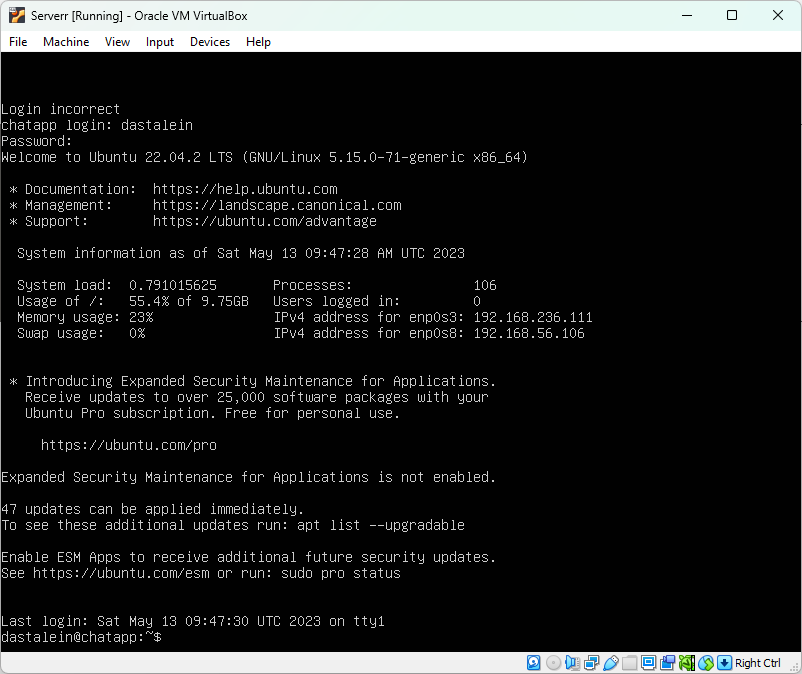 Serverr [Running] - Oracle VM VirtualBox
File Machine View Input Devices Help
Login incorrect
chatapp login: dastalein
Password:
Welcome to Ubuntu 22.04.2 LTS (GNU/Linux 5.15.0-71-generic x86_64)
* Documentation: https://help.ubuntu.com
* Management: https://landscape.canonical.com
* Support: https://ubuntu.com/advantage
System information as of Sat May 13 09:47:28 AM UTC 2023
System load: 0.791015625 Processes: 106
Usage of /: 55.4% of 9.75GB Users logged in: 0
Memory usage: 23% IPv4 address for enp0s3: 192.168.236.111
Swap usage: 0% IPv4 address for enp0s8: 192.168.56.106
* Introducing Expanded Security Maintenance for Applications.
Receive updates to over 25,000 software packages with your
Ubuntu Pro subscription. Free for personal use.
https://ubuntu.com/pro
Expanded Security Maintenance for Applications is not enabled.
47 updates can be applied immediately.
To see these additional updates run: apt list --upgradable
Enable ESM Apps to receive additional future security updates.
See https://ubuntu.com/esm or run: sudo pro status
Last login: Sat May 13 09:47:30 UTC 2023 on tty1
dastalein@chatapp:~$
Right Ctrl